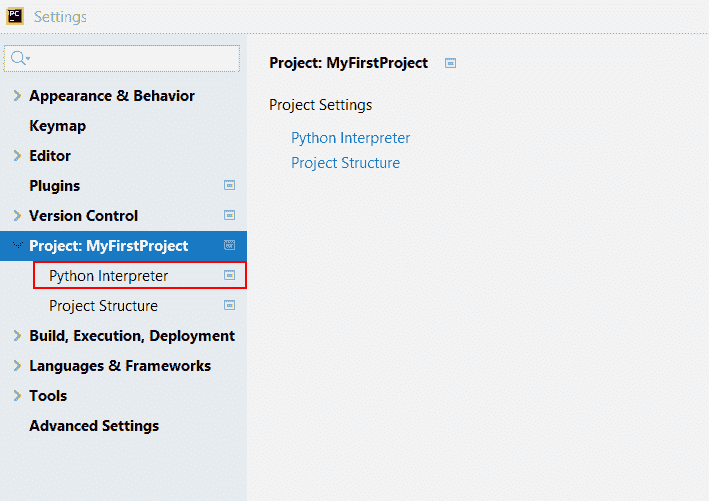 PC
Settings
Appearance & Behavior
Keymap
Editor
Plugins
Version Control
Project: MyFirstProject
Python Interpreter
Project Structure
Build, Execution, Deployment
Languages & Frameworks
Tools
Advanced Settings
Project: MyFirstProject
Project Settings
Python Interpreter
Project Structure